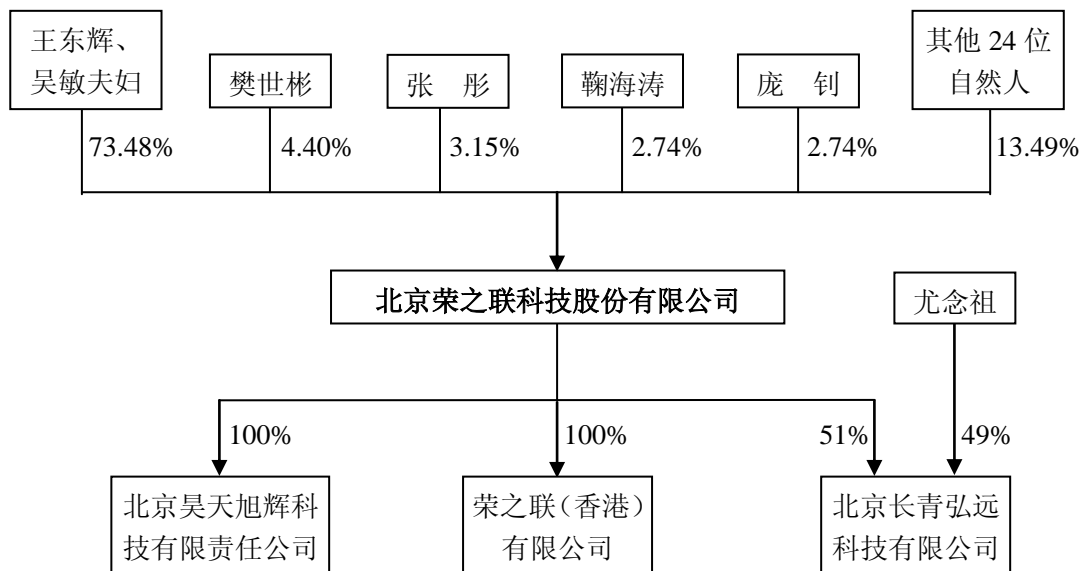 王东辉、
吴敏夫妇
樊世彬
张 彤
鞠海涛
庞 钊
其他 24 位
自然人
73.48%
4.40%
3.15%
2.74%
2.74%
13.49%
北京荣之联科技股份有限公司
尤念祖
100%
100%
51%
49%
北京昊天旭辉科
技有限责任公司
荣之联（香港）
有限公司
北京长青弘远
科技有限公司